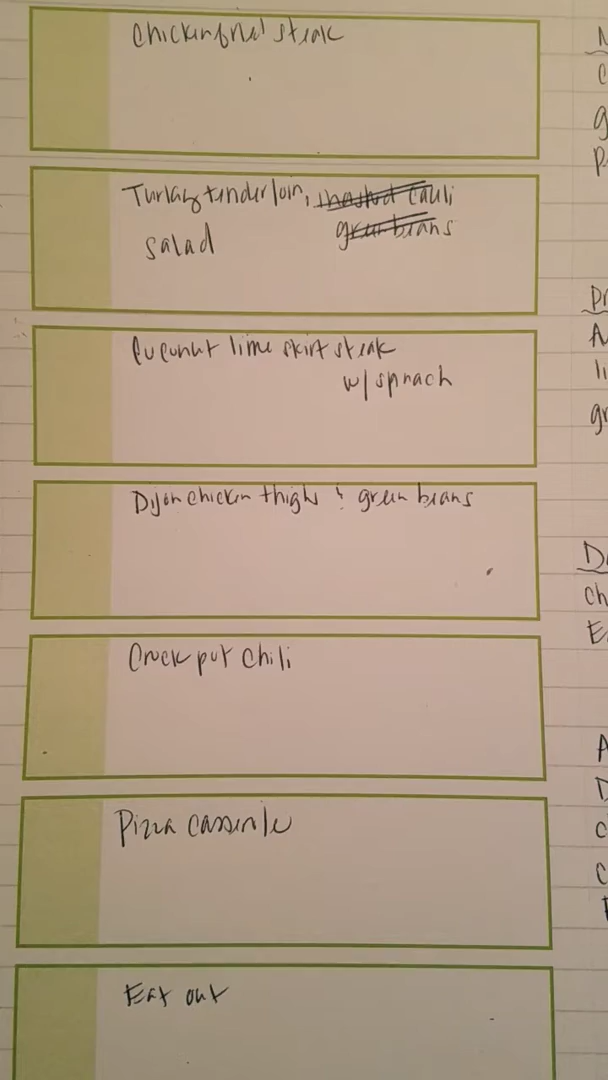 Chicken fried steak
Turkey tenderloin, mashed cauli
salad green beans
Coconut lime skirt steak
w/ spinach
Dijon chicken thighs & green beans
Crock pot chili
Pizza casserole
Eat out